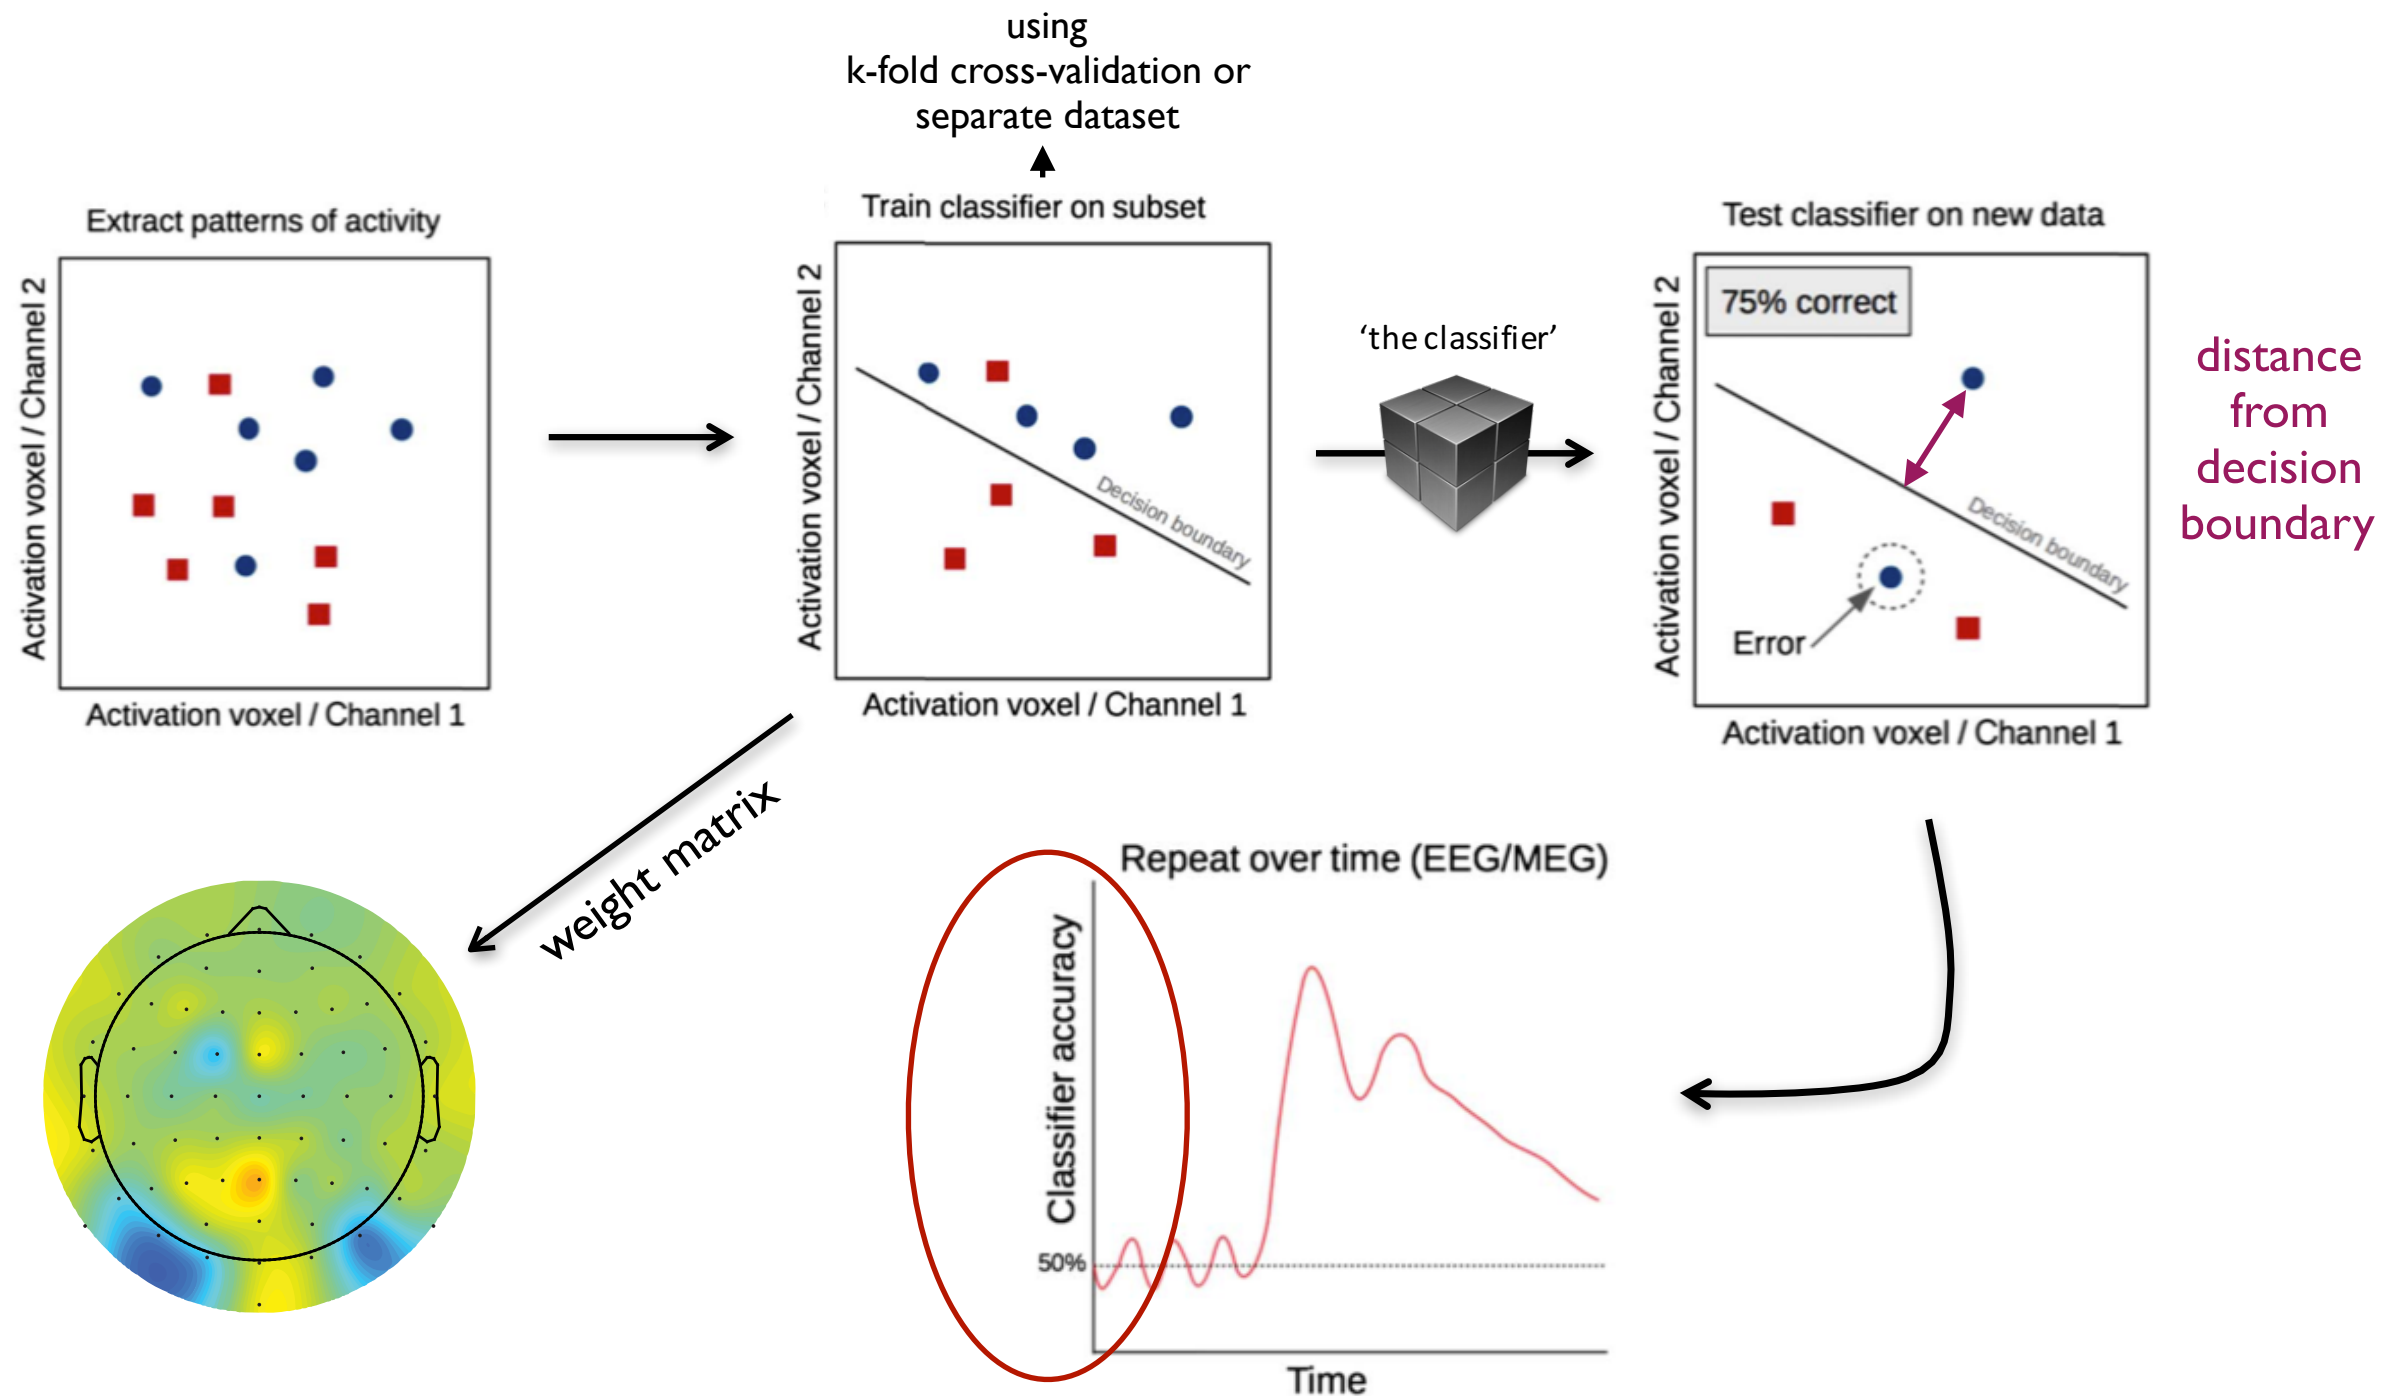 using
k-fold cross-validation or
separate dataset
Extract patterns of activity
Activation voxel / Channel 2
Activation voxel / Channel 1
Train classifier on subset
Activation voxel / Channel 2
Decision boundary
Activation voxel / Channel 1
‘the classifier’
Test classifier on new data
75% correct
Activation voxel / Channel 2
Decision boundary
Error
Activation voxel / Channel 1
distance
from
decision
boundary
weight matrix
Repeat over time (EEG/MEG)
Classifier accuracy
50%
Time